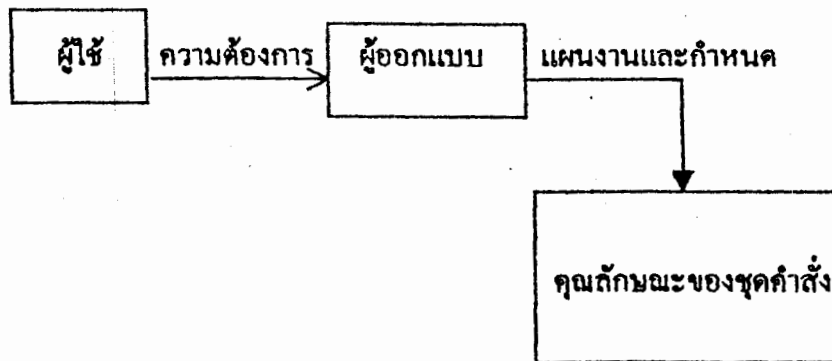 ผู้ใช้
ความต้องการ
ผู้ออกแบบ
แผนงานและกำหนด
คุณลักษณะของชุดคำสั่ง